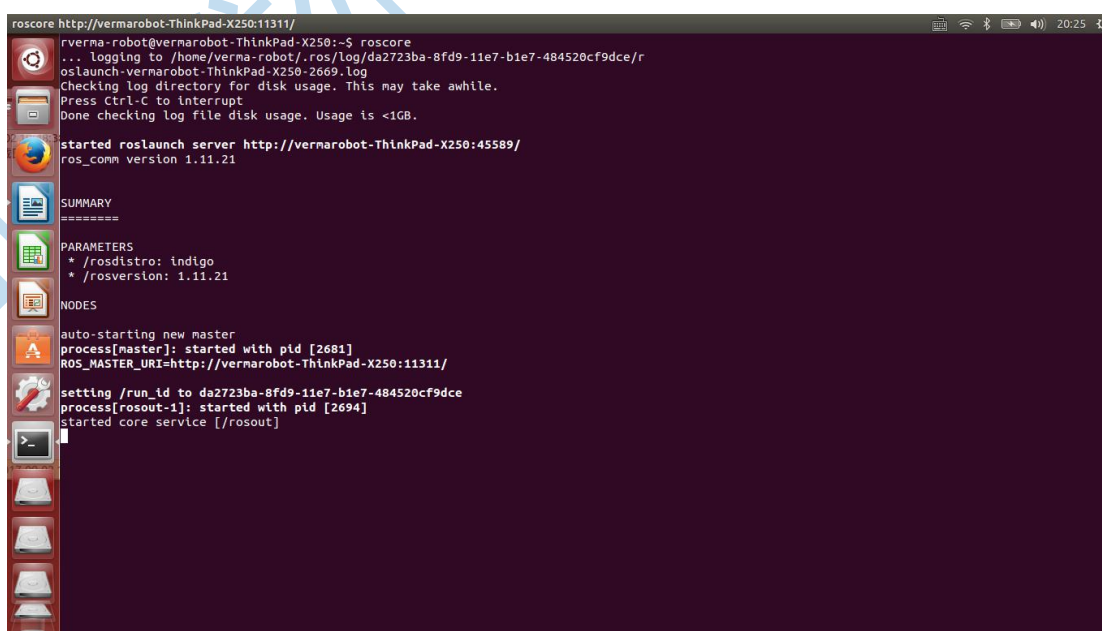 roscore http://vermarobot-ThinkPad-X250:11311/
20:25
rverma-robot@vermarobot-ThinkPad-X250:~$ roscore
... logging to /home/verma-robot/.ros/log/da2723ba-8fd9-11e7-b1e7-484520cf9dce/r
oslaunch-vermarobot-ThinkPad-X250-2669.log
Checking log directory for disk usage. This may take awhile.
Press Ctrl-C to interrupt
Done checking log file disk usage. Usage is <1GB.
started roslaunch server http://vermarobot-ThinkPad-X250:45589/
ros_comm version 1.11.21
SUMMARY
========
PARAMETERS
* /rosdistro: indigo
* /rosversion: 1.11.21
NODES
auto-starting new master
process[master]: started with pid [2681]
ROS_MASTER_URI=http://vermarobot-ThinkPad-X250:11311/
setting /run_id to da2723ba-8fd9-11e7-b1e7-484520cf9dce
process[rosout-1]: started with pid [2694]
started core service [/rosout]